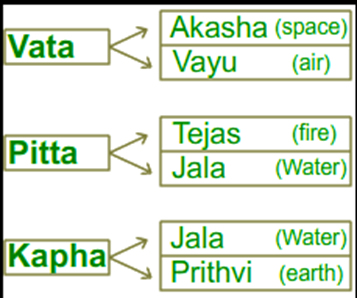 Vata
Akasha (space)
Vayu (air)
Pitta
Tejas (fire)
Jala (Water)
Kapha
Jala (Water)
Prithvi (earth)